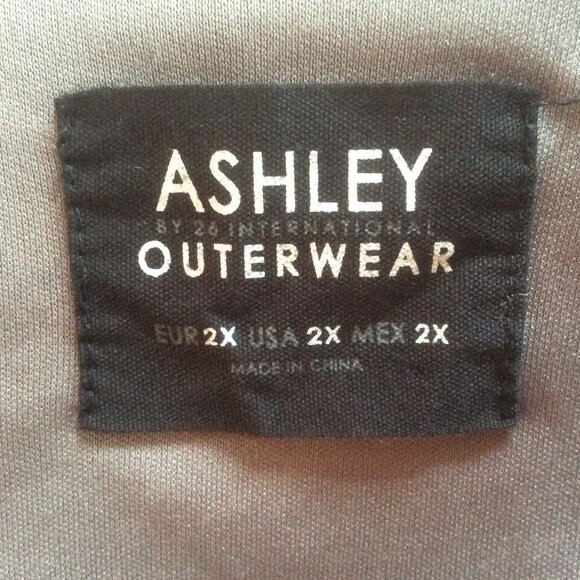 ASHLEY
BY 26 INTERNATIONAL
OUTERWEAR
EUR 2X USA 2X MEX 2X
MADE IN CHINA